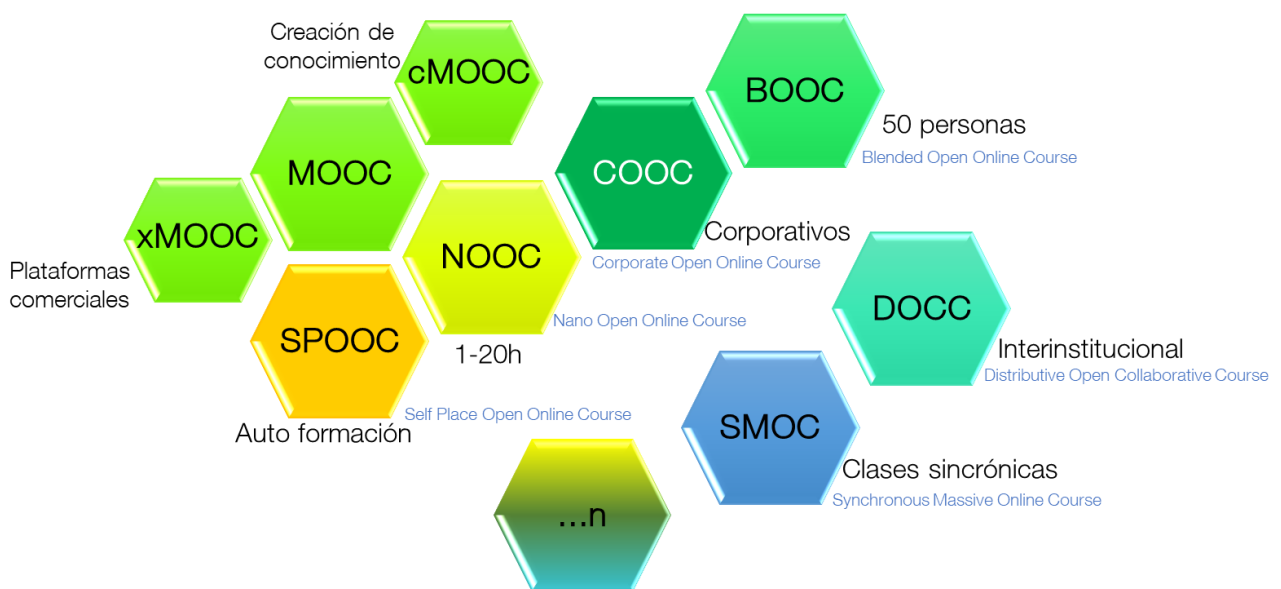 Creación de
conocimiento
cMOOC
BOOC
50 personas
Blended Open Online Course
MOOC
COOC
Corporativos
Corporate Open Online Course
xMOOC
Plataformas
comerciales
NOOC
Nano Open Online Course
1-20h
DOCC
Interinstitucional
Distributive Open Collaborative Course
SPOOC
Self Place Open Online Course
Auto formación
SMOC
Clases sincrónicas
Synchronous Massive Online Course
...n